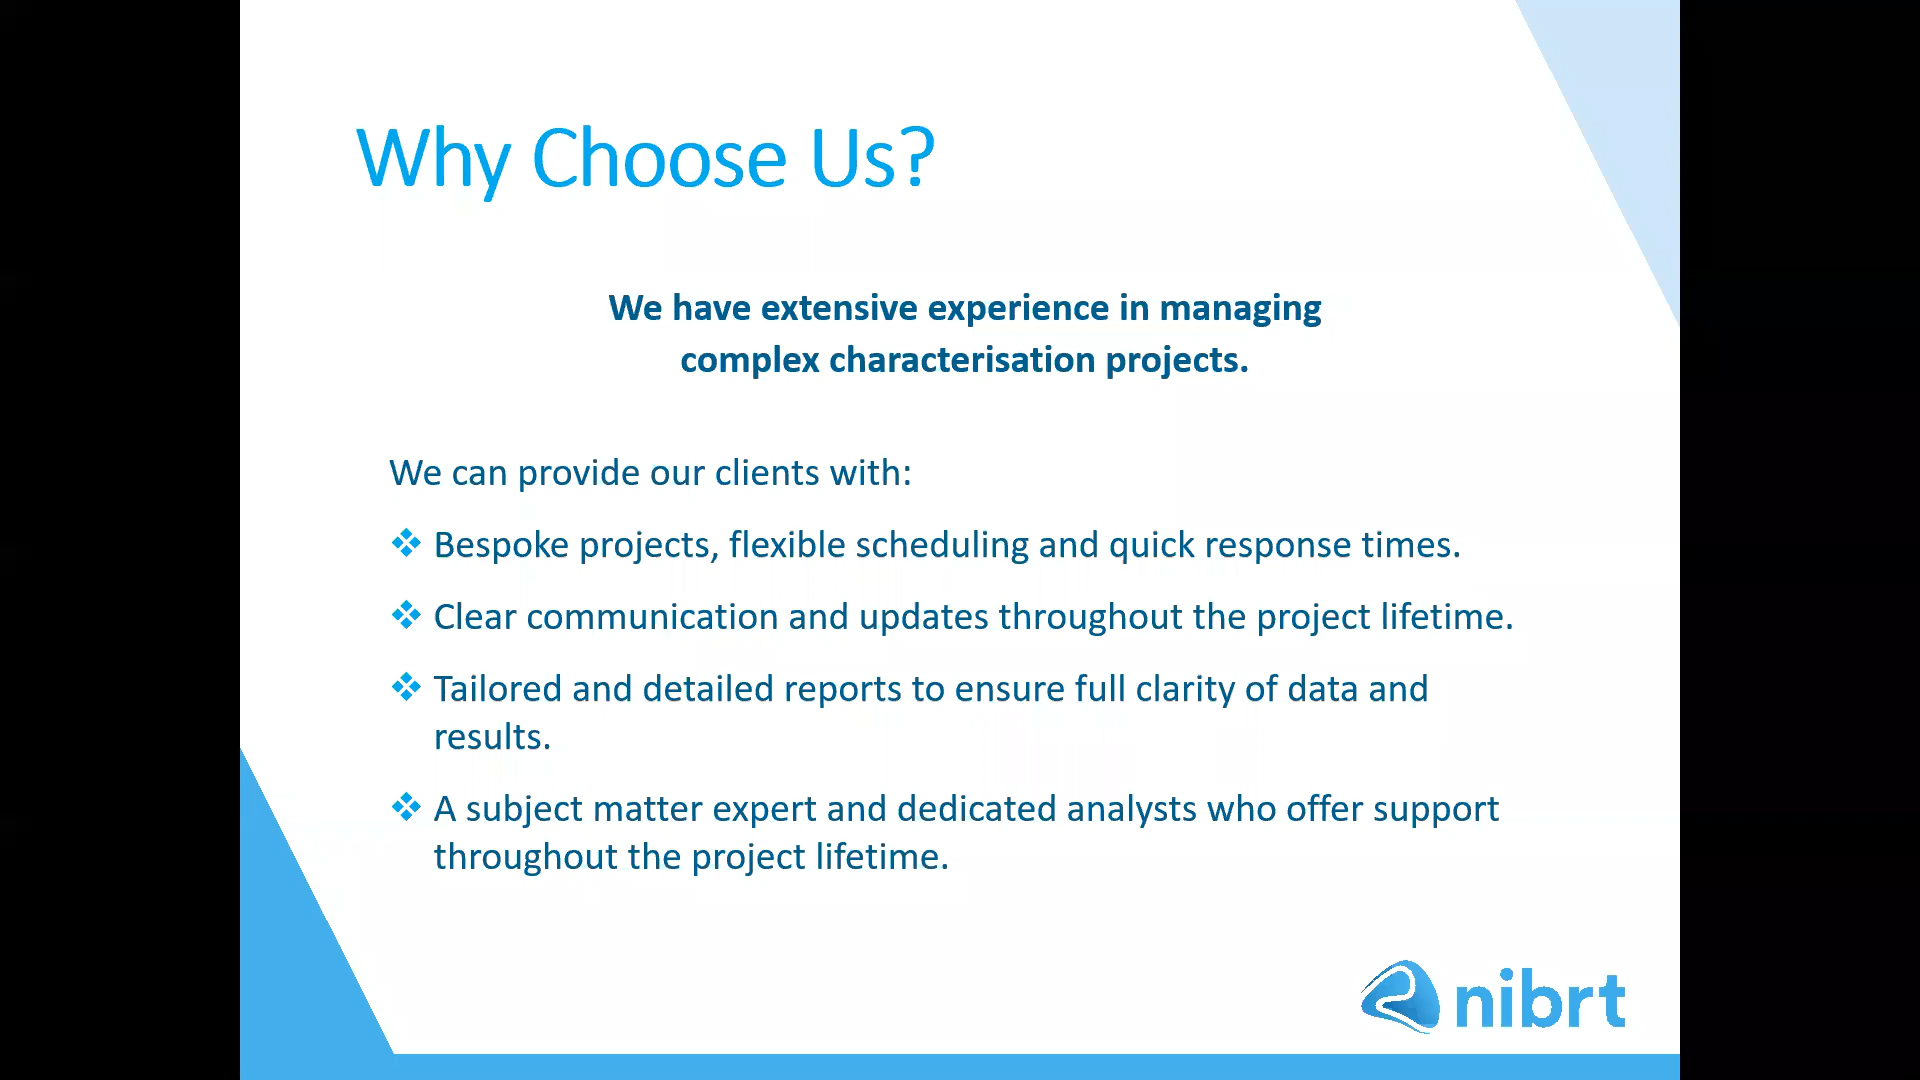 Why Choose Us?
We have extensive experience in managing
complex characterisation projects.
We can provide our clients with:
❖ Bespoke projects, flexible scheduling and quick response times.
❖ Clear communication and updates throughout the project lifetime.
❖ Tailored and detailed reports to ensure full clarity of data and
results.
❖ A subject matter expert and dedicated analysts who offer support
throughout the project lifetime.
nibrt